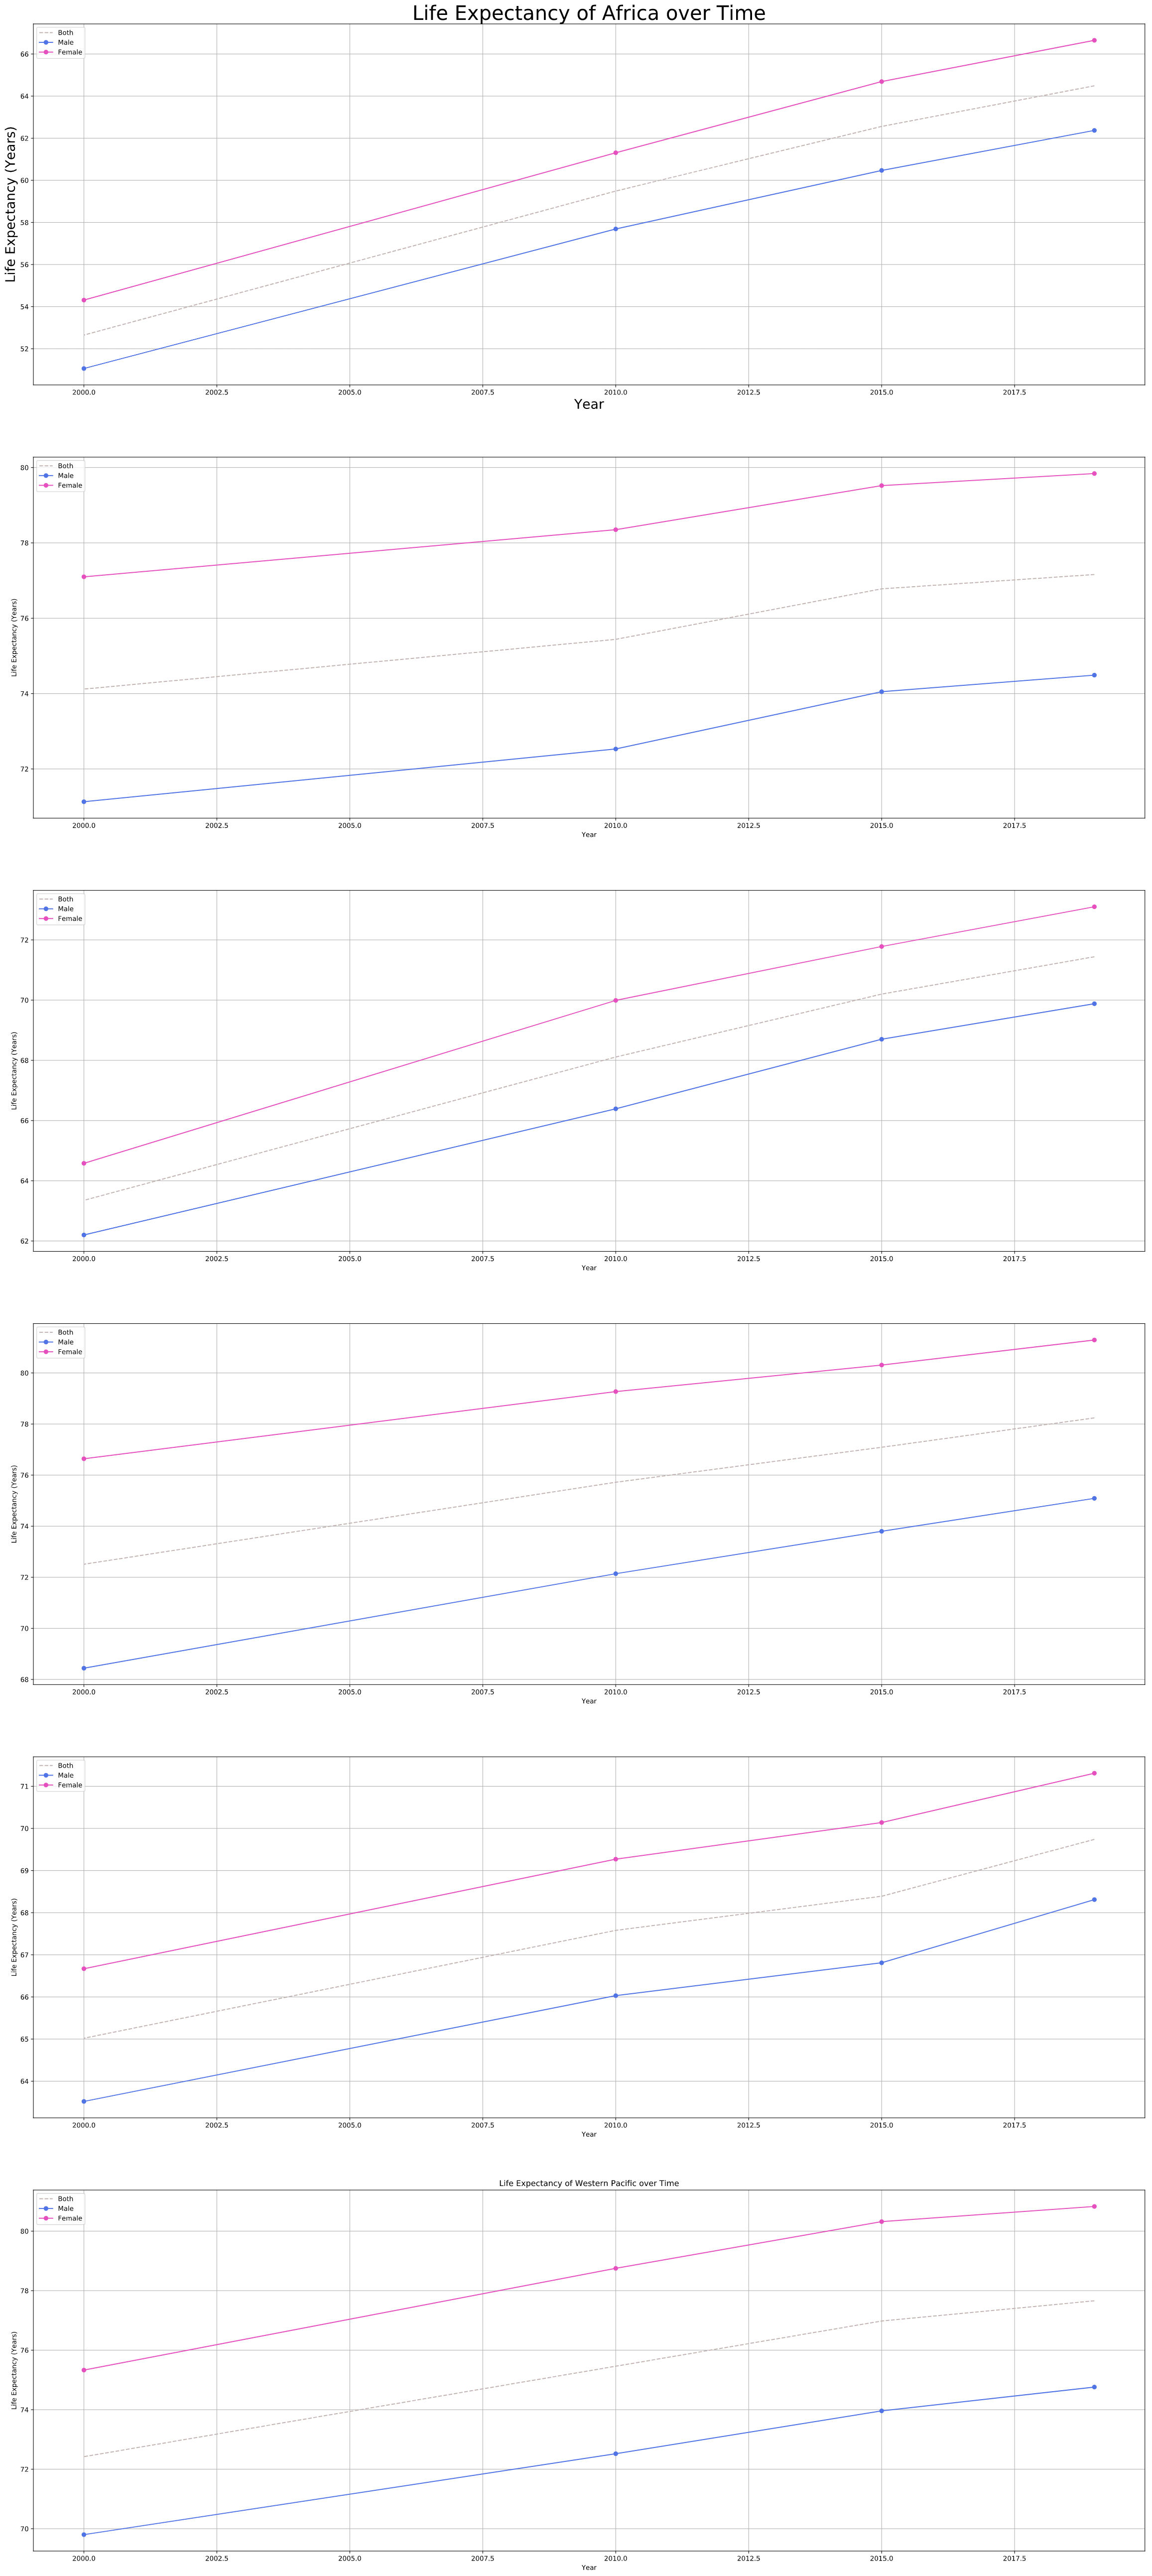 Life Expectancy of Africa over Time
Both
Male
Female
66
64
62
60
58
56
54
52
Life Expectancy (Years)
2000.0 2002.5 2005.0 2007.5 2010.0 2012.5 2015.0 2017.5
Year
Both
Male
Female
80
78
76
74
72
Life Expectancy (Years)
2000.0 2002.5 2005.0 2007.5 2010.0 2012.5 2015.0 2017.5
Year
Both
Male
Female
72
70
68
66
64
62
Life Expectancy (Years)
2000.0 2002.5 2005.0 2007.5 2010.0 2012.5 2015.0 2017.5
Year
Both
Male
Female
80
78
76
74
72
70
68
Life Expectancy (Years)
2000.0 2002.5 2005.0 2007.5 2010.0 2012.5 2015.0 2017.5
Year
Both
Male
Female
71
70
69
68
67
66
65
64
Life Expectancy (Years)
2000.0 2002.5 2005.0 2007.5 2010.0 2012.5 2015.0 2017.5
Year
Life Expectancy of Western Pacific over Time
Both
Male
Female
80
78
76
74
72
70
Life Expectancy (Years)
2000.0 2002.5 2005.0 2007.5 2010.0 2012.5 2015.0 2017.5
Year